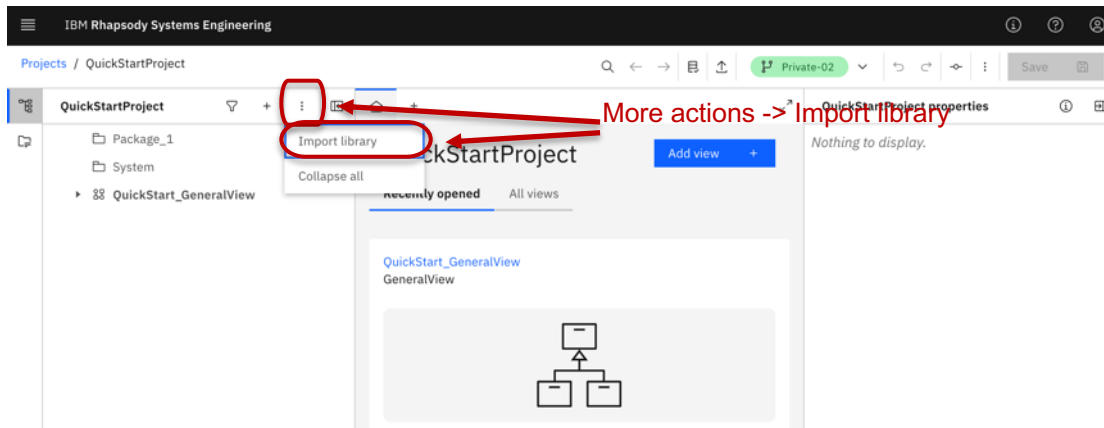 IBM Rhapsody Systems Engineering
Projects / QuickStartProject
Private-02
Save
QuickStartProject
More actions -> Import library
QuickStartProject properties
Package_1
System
QuickStart_GeneralView
Import library
Collapse all
ckStartProject
Add view +
Nothing to display.
Recently opened All views
QuickStart_GeneralView
GeneralView